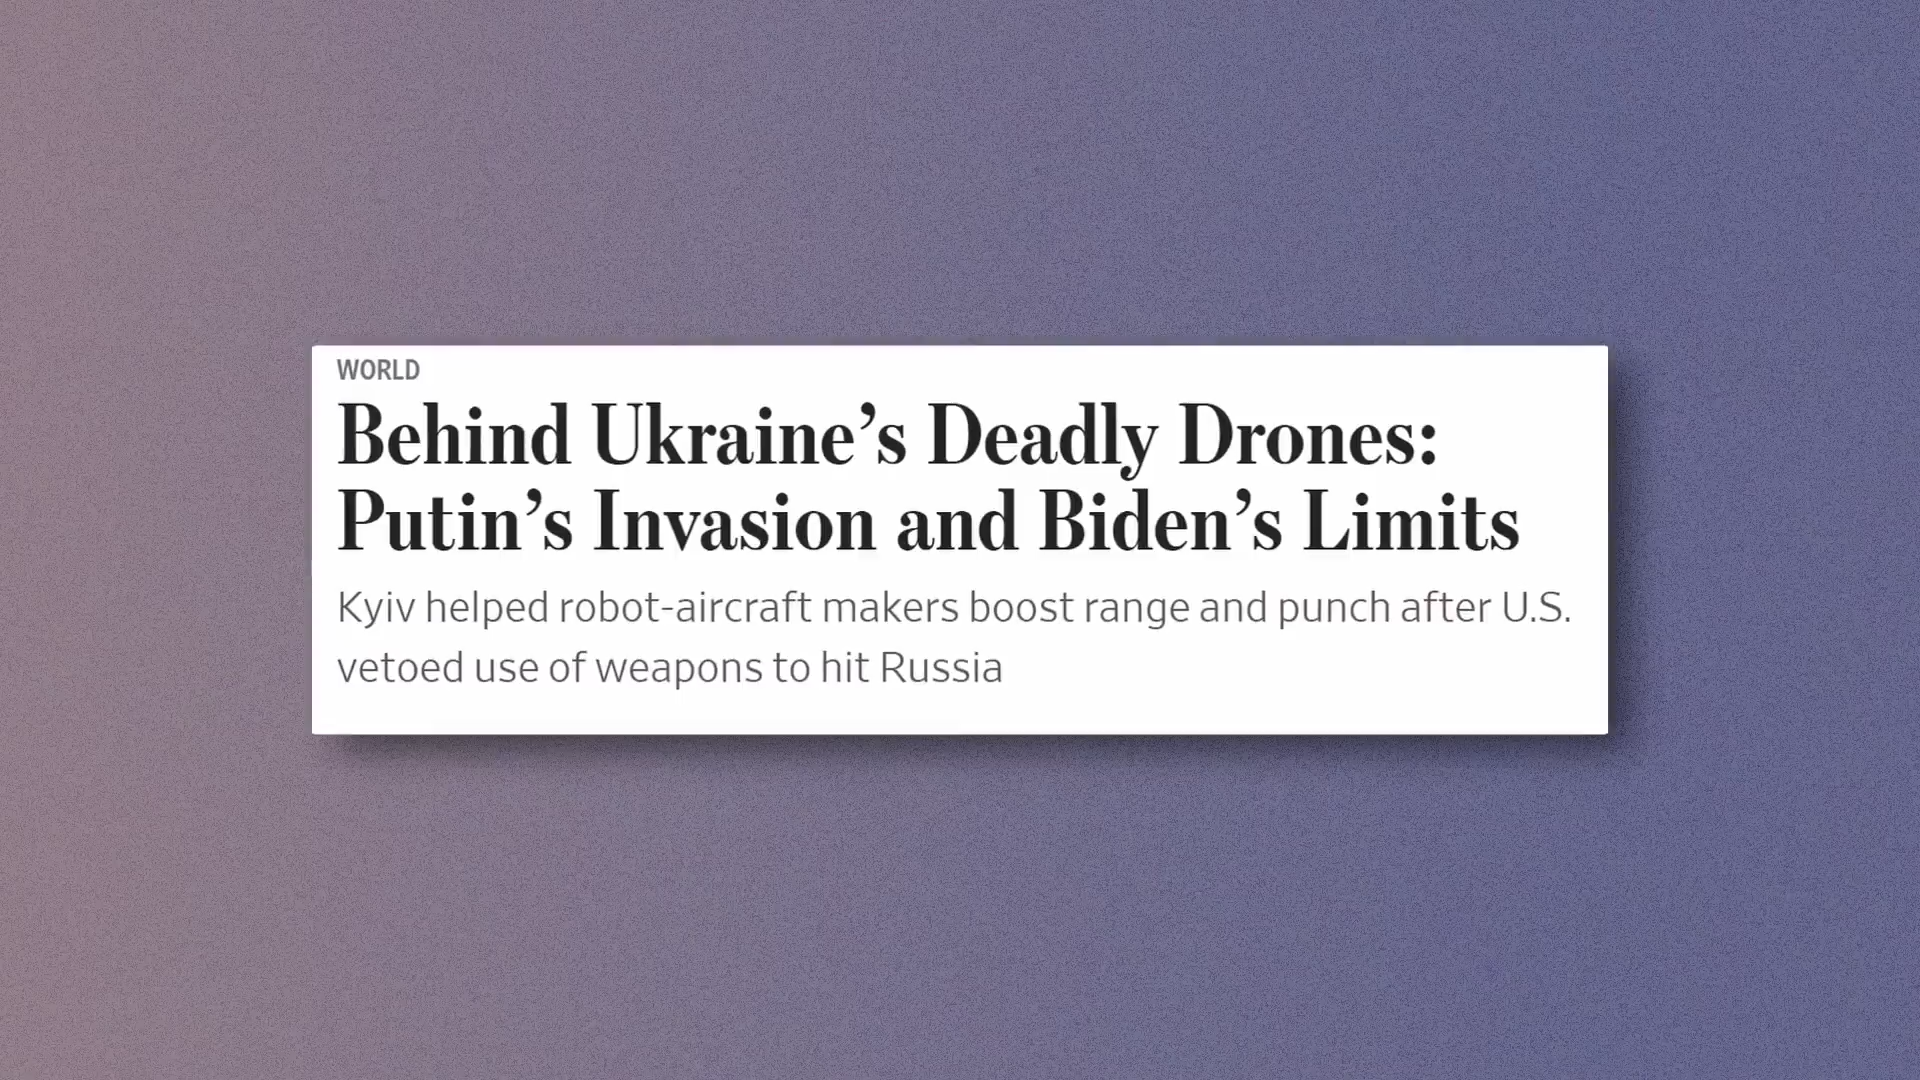 WORLD
Behind Ukraine’s Deadly Drones:
Putin’s Invasion and Biden’s Limits
Kyiv helped robot-aircraft makers boost range and punch after U.S.
vetoed use of weapons to hit Russia